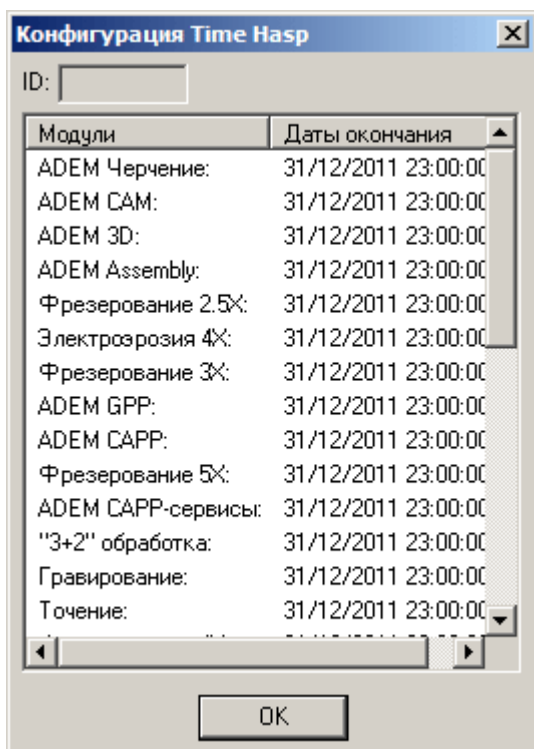 Конфигурация Time Hasp
ID:
Модули Даты окончания
ADEM Черчение: 31/12/2011 23:00:00
ADEM CAM: 31/12/2011 23:00:00
ADEM 3D: 31/12/2011 23:00:00
ADEM Assembly: 31/12/2011 23:00:00
Фрезерование 2.5X: 31/12/2011 23:00:00
Электроэрозия 4X: 31/12/2011 23:00:00
Фрезерование 3X: 31/12/2011 23:00:00
ADEM GPP: 31/12/2011 23:00:00
ADEM CAPP: 31/12/2011 23:00:00
Фрезерование 5X: 31/12/2011 23:00:00
ADEM CAPP-сервисы: 31/12/2011 23:00:00
"3+2" обработка: 31/12/2011 23:00:00
Гравирование: 31/12/2011 23:00:00
Точение: 31/12/2011 23:00:00
OK